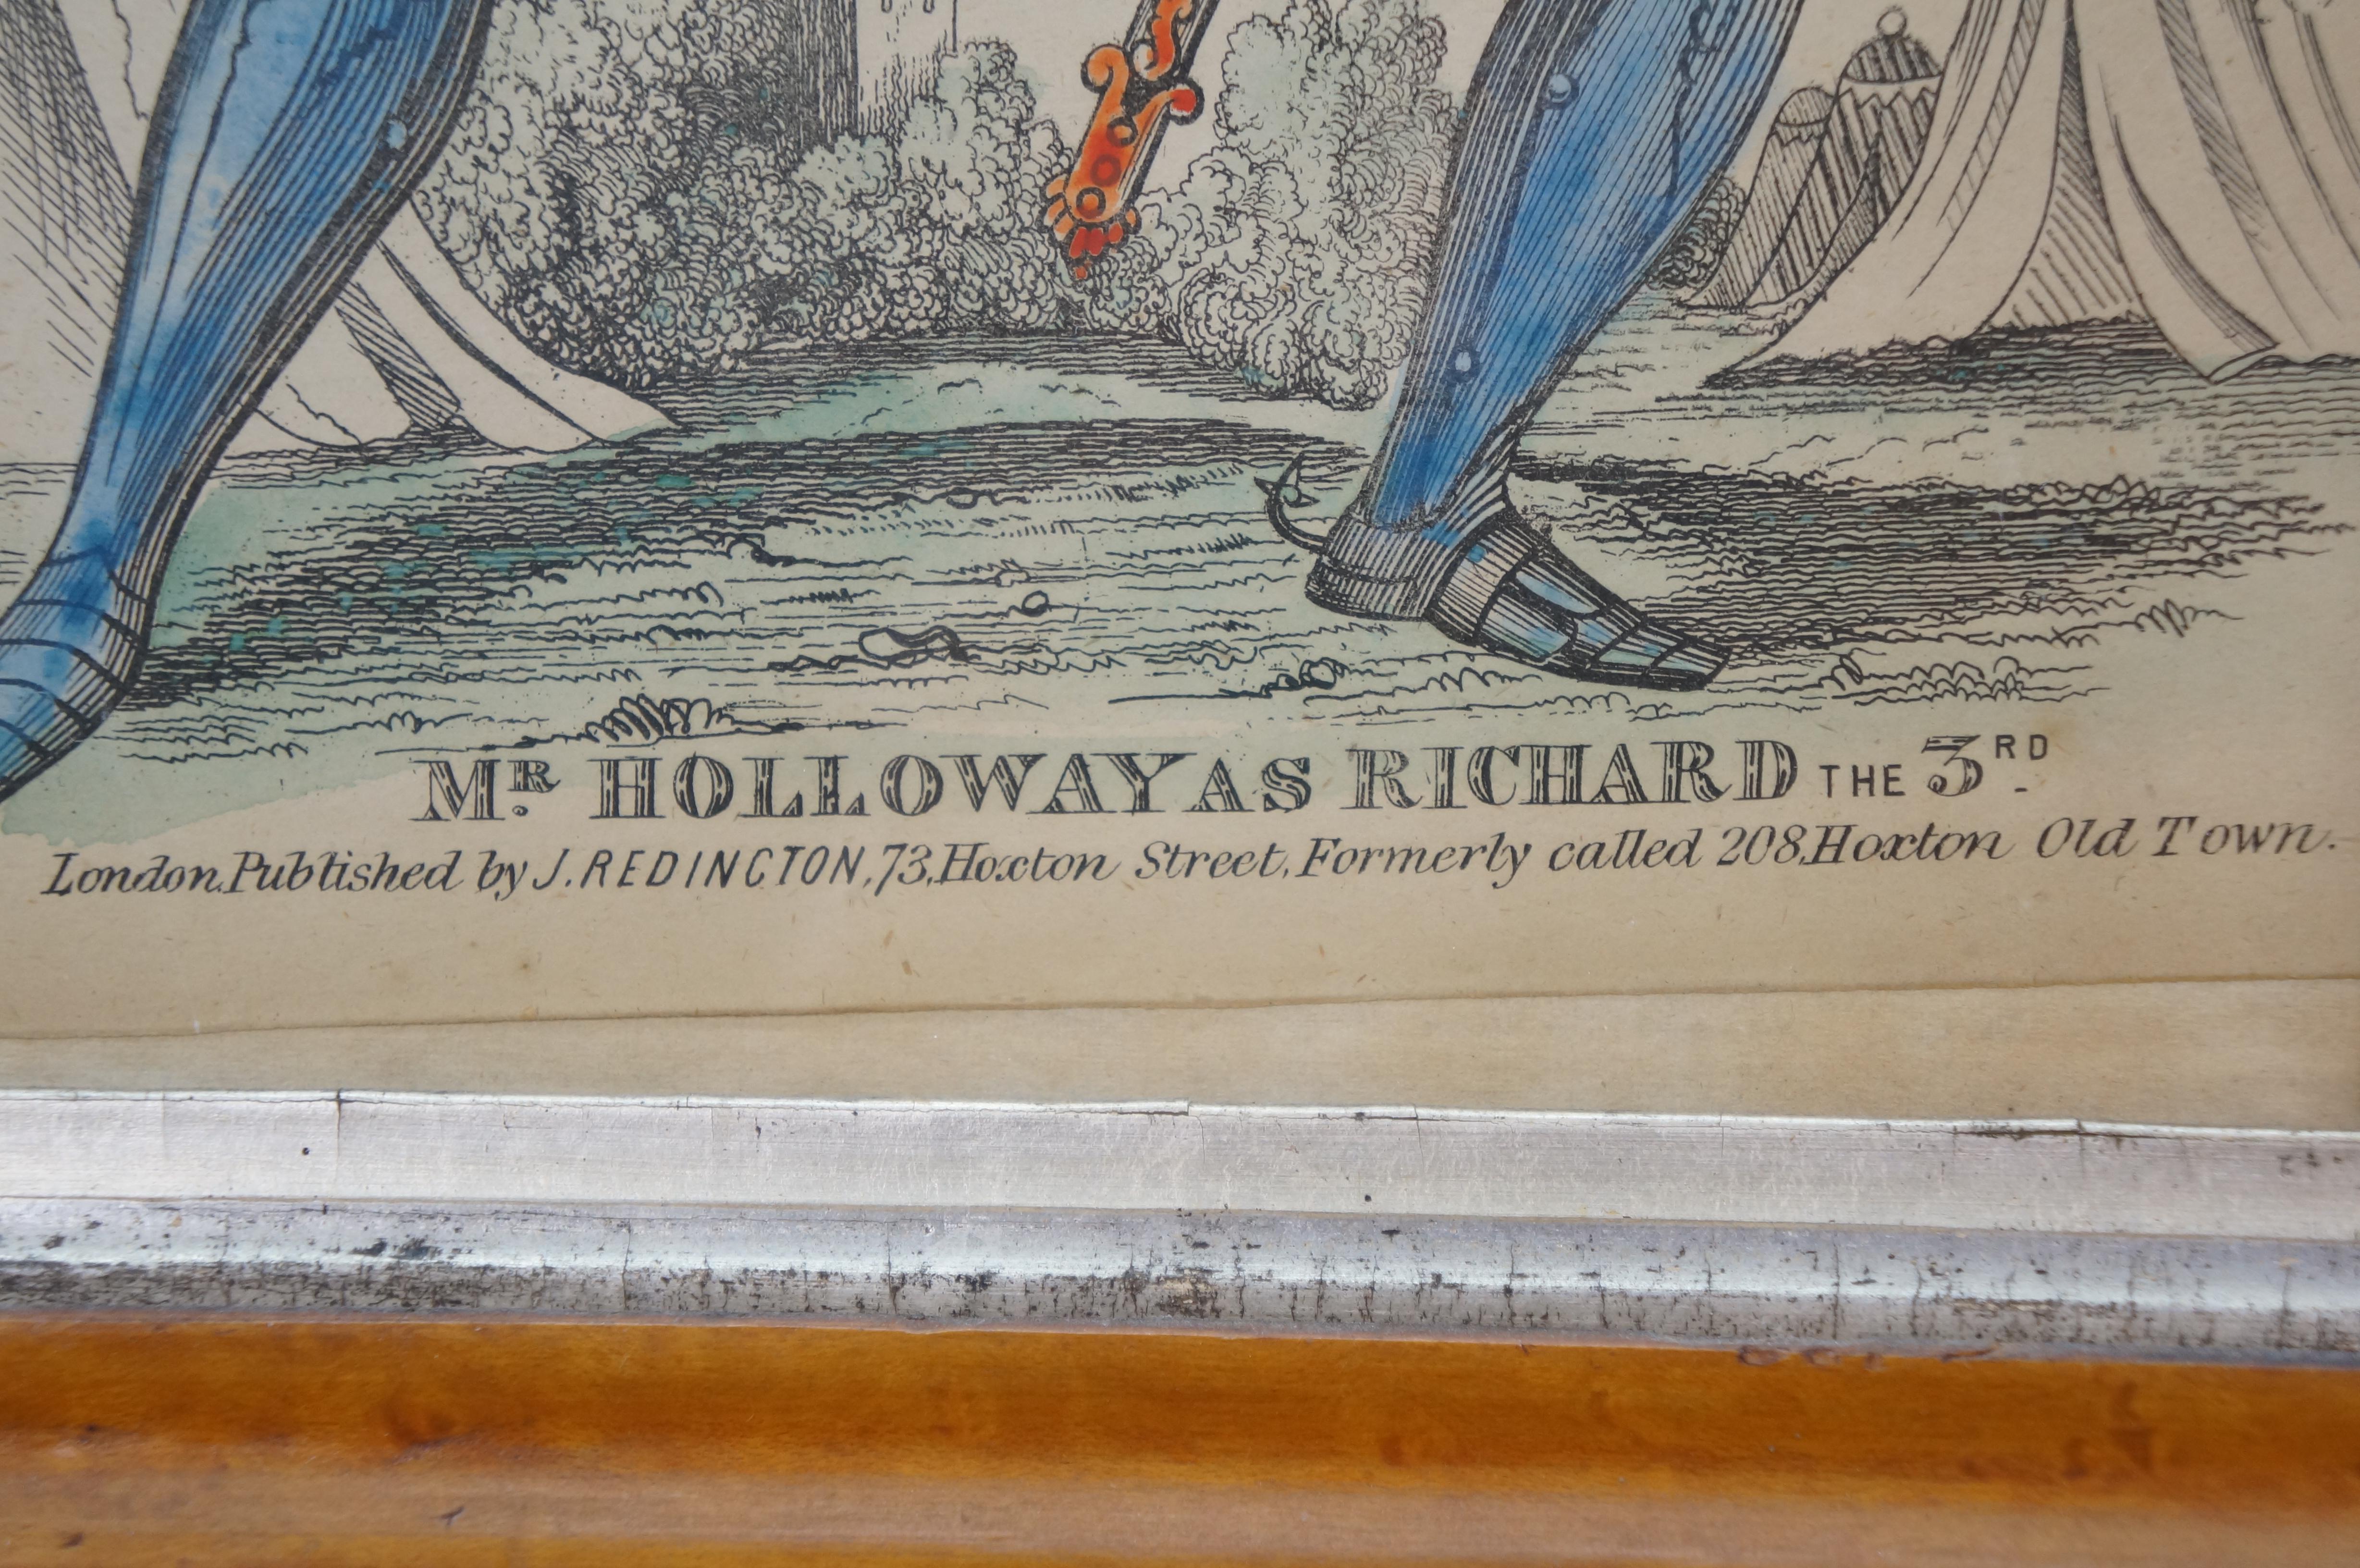 MR. HOLLOWAY AS RICHARD THE 3RD
London. Published by J. REDINGTON, 73, Hoxton Street, Formerly called 208, Hoxton Old Town.